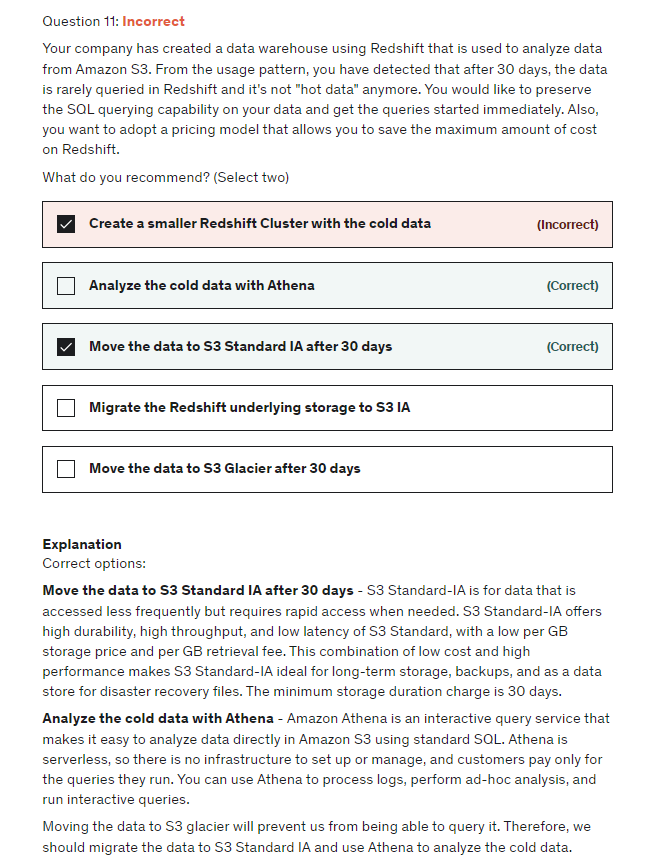 Question 11: Incorrect
Your company has created a data warehouse using Redshift that is used to analyze data
from Amazon S3. From the usage pattern, you have detected that after 30 days, the data
is rarely queried in Redshift and it's not "hot data" anymore. You would like to preserve
the SQL querying capability on your data and get the queries started immediately. Also,
you want to adopt a pricing model that allows you to save the maximum amount of cost
on Redshift.
What do you recommend? (Select two)
Create a smaller Redshift Cluster with the cold data (Incorrect)
Analyze the cold data with Athena (Correct)
Move the data to S3 Standard IA after 30 days (Correct)
Migrate the Redshift underlying storage to S3 IA
Move the data to S3 Glacier after 30 days
Explanation
Correct options:
Move the data to S3 Standard IA after 30 days - S3 Standard-IA is for data that is
accessed less frequently but requires rapid access when needed. S3 Standard-IA offers
high durability, high throughput, and low latency of S3 Standard, with a low per GB
storage price and per GB retrieval fee. This combination of low cost and high
performance makes S3 Standard-IA ideal for long-term storage, backups, and as a data
store for disaster recovery files. The minimum storage duration charge is 30 days.
Analyze the cold data with Athena - Amazon Athena is an interactive query service that
makes it easy to analyze data directly in Amazon S3 using standard SQL. Athena is
serverless, so there is no infrastructure to set up or manage, and customers pay only for
the queries they run. You can use Athena to process logs, perform ad-hoc analysis, and
run interactive queries.
Moving the data to S3 glacier will prevent us from being able to query it. Therefore, we
should migrate the data to S3 Standard IA and use Athena to analyze the cold data.